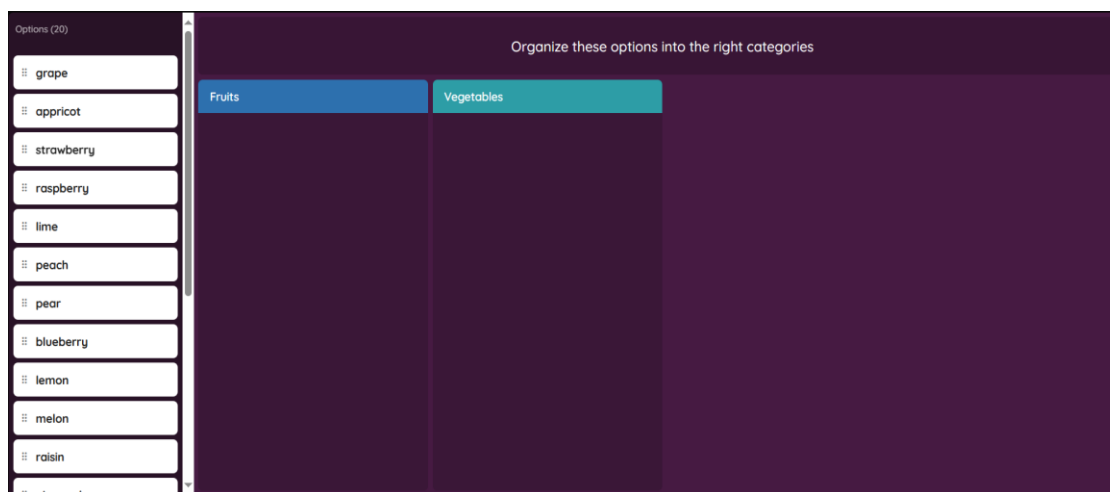 Options (20)
Organize these options into the right categories
grape
Fruits
Vegetables
appricot
strawberry
raspberry
lime
peach
pear
blueberry
lemon
melon
raisin